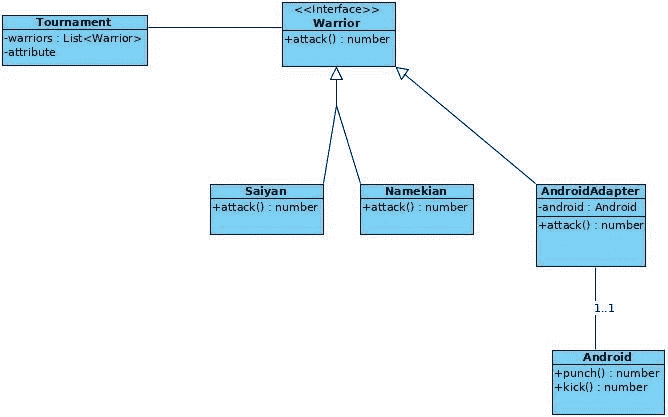 <<Interface>>
Warrior
+attack() : number
Tournament
-warriors : List<Warrior>
-attribute
Saiyan
+attack() : number
Namekian
+attack() : number
AndroidAdapter
-android : Android
+attack() : number
1..1
Android
+punch() : number
+kick() : number